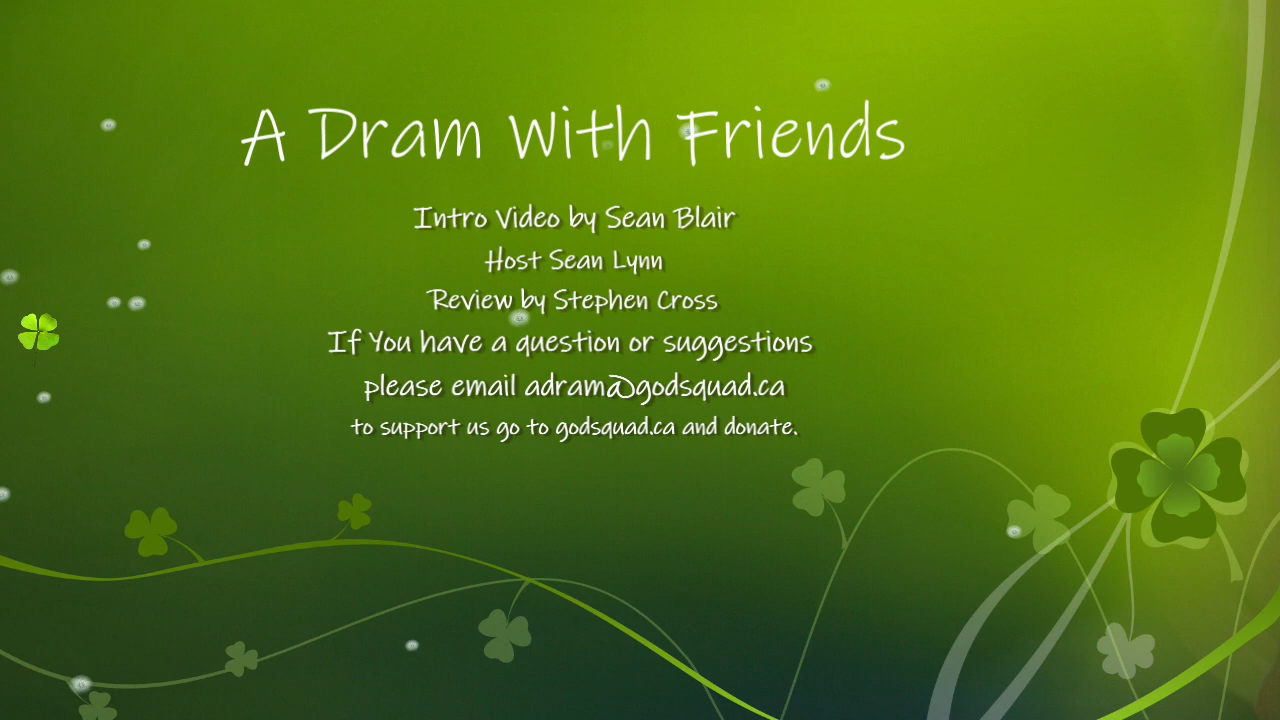 A Dram With Friends
Intro Video by Sean Blair
Host Sean Lynn
Review by Stephen Cross
If You have a question or suggestions
please email adram@godsquad.ca
to support us go to godsquad.ca and donate.